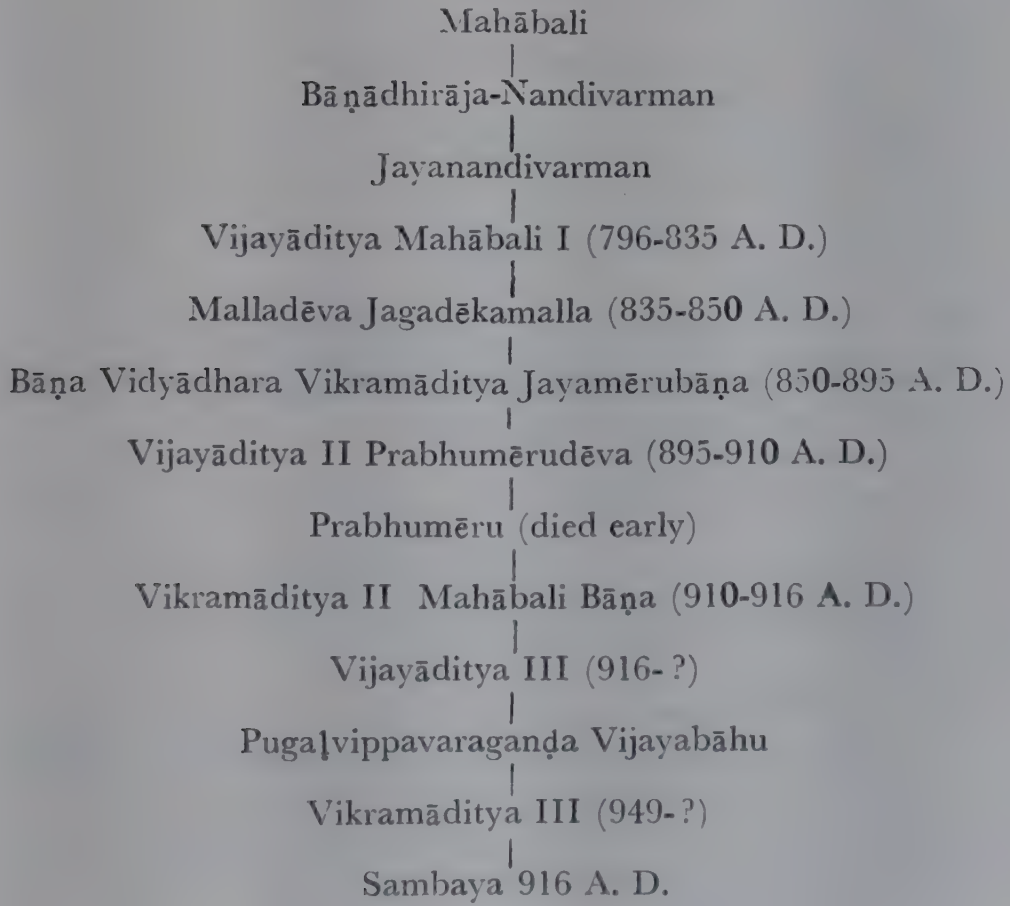 Mahābali
Bāṇādhirāja-Nandivarman
Jayanandivarman
Vijayāditya Mahābali I (796-835 A. D.)
Malladēva Jagadēkamalla (835-850 A. D.)
Bāṇa Vidyādhara Vikramāditya Jayamērubāṇa (850-895 A. D.)
Vijayāditya II Prabhumērudēva (895-910 A. D.)
Prabhumēru (died early)
Vikramāditya II Mahābali Bāṇa (910-916 A. D.)
Vijayāditya III (916- ?)
Pugaḷvippavaragaṇḍa Vijayabāhu
Vikramāditya III (949- ?)
Sambaya 916 A. D.